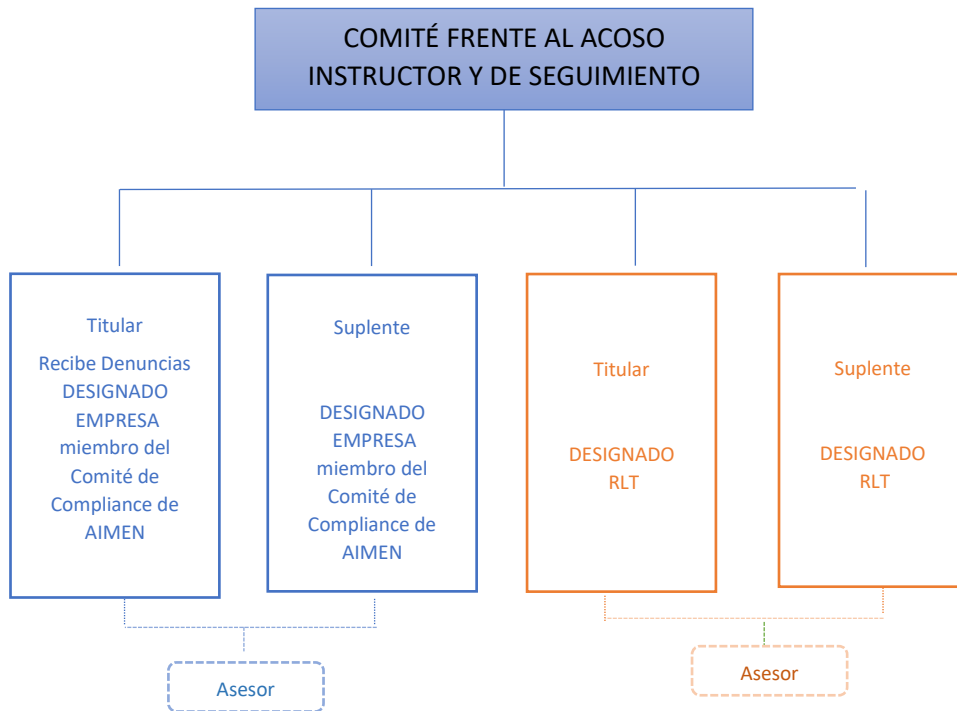 COMITÉ FRENTE AL ACOSO
INSTRUCTOR Y DE SEGUIMIENTO
Titular
Recibe Denuncias
DESIGNADO
EMPRESA
miembro del
Comité de
Compliance de
AIMEN
Suplente
DESIGNADO
EMPRESA
miembro del
Comité de
Compliance de
AIMEN
Titular
DESIGNADO
RLT
Suplente
DESIGNADO
RLT
Asesor
Asesor